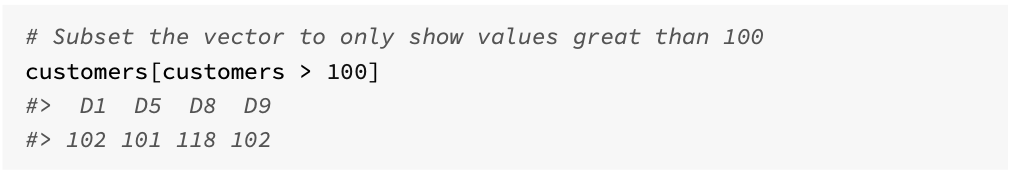 # Subset the vector to only show values great than 100
customers[customers > 100]
#>  D1  D5  D8  D9
#> 102 101 118 102